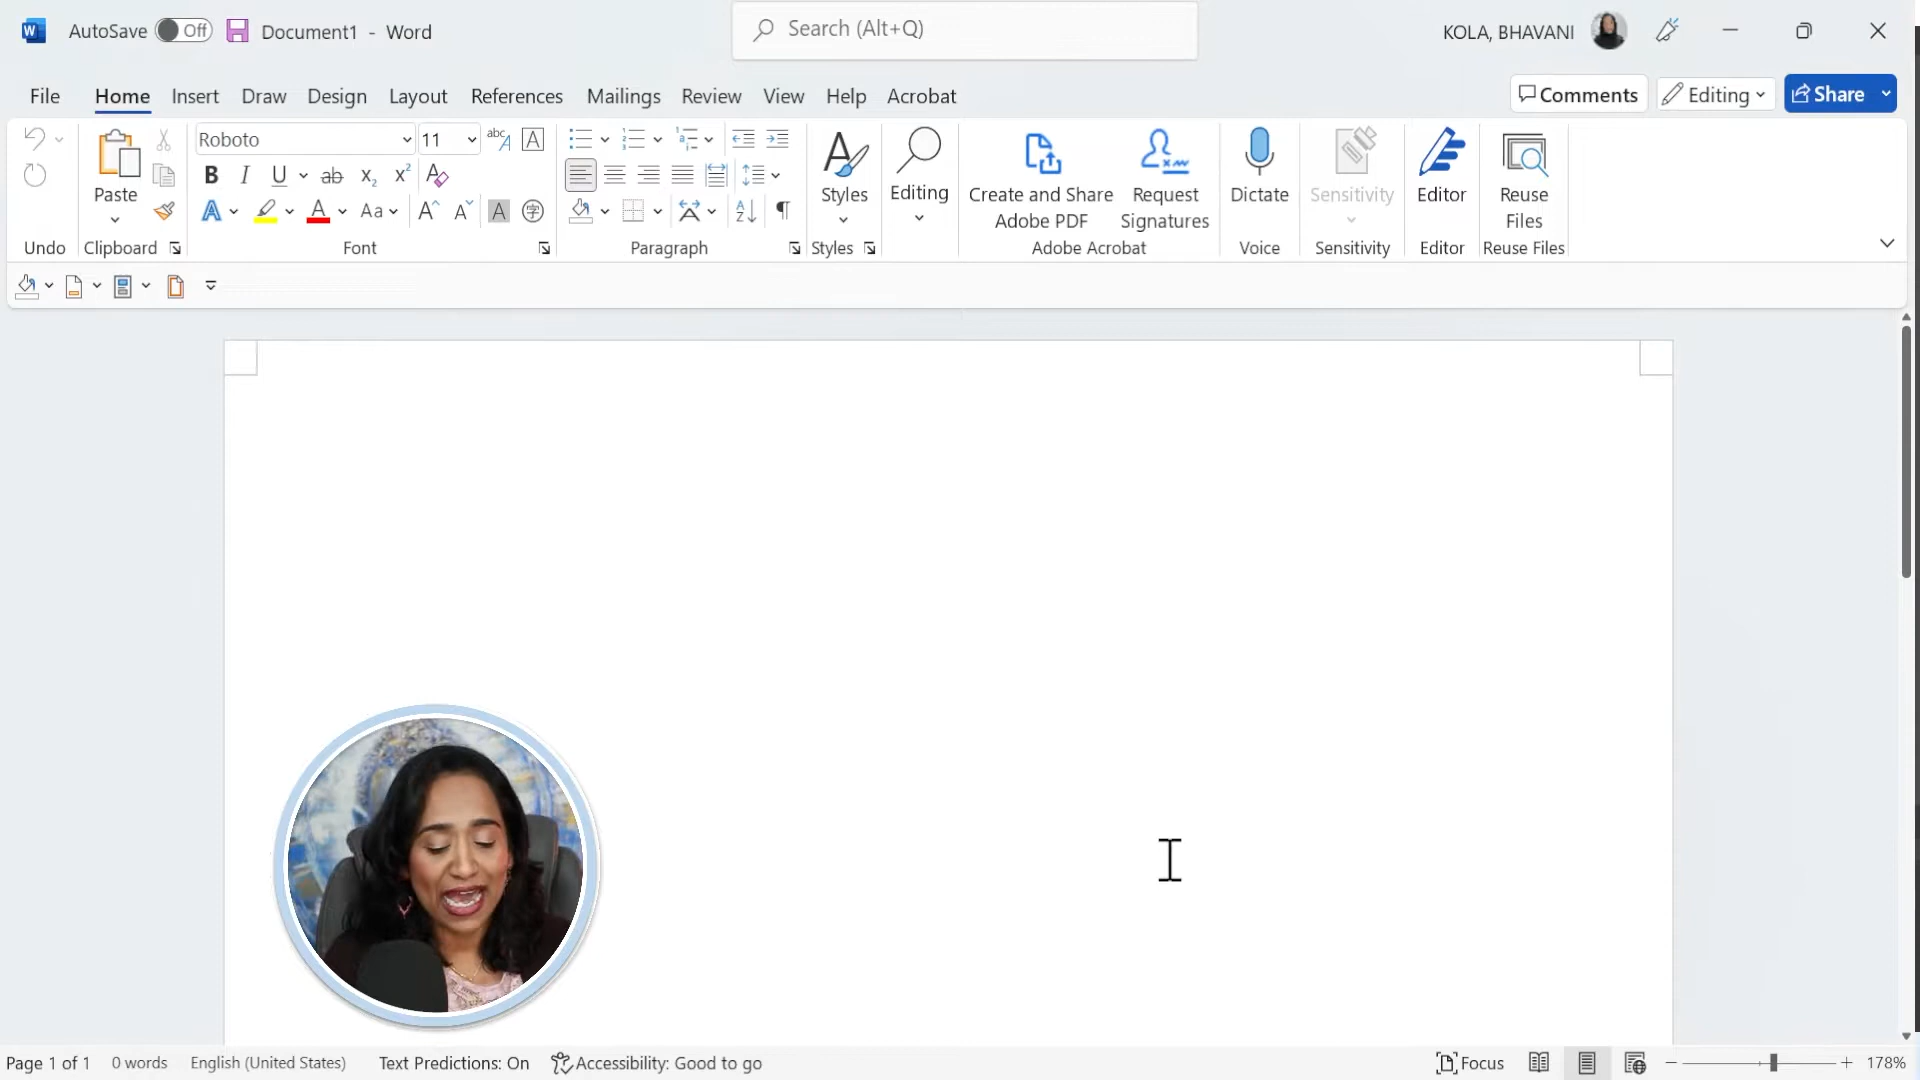 AutoSave Off Document1 - Word Search (Alt+Q) KOLA, BHAVANI
File Home Insert Draw Design Layout References Mailings Review View Help Acrobat Comments Editing Share
Roboto 11
Paste Styles Editing Create and Share Adobe PDF Request Signatures Dictate Sensitivity Editor Reuse Files
Undo Clipboard Font Paragraph Styles Adobe Acrobat Voice Sensitivity Editor Reuse Files
Page 1 of 1 0 words English (United States) Text Predictions: On Accessibility: Good to go Focus 178%